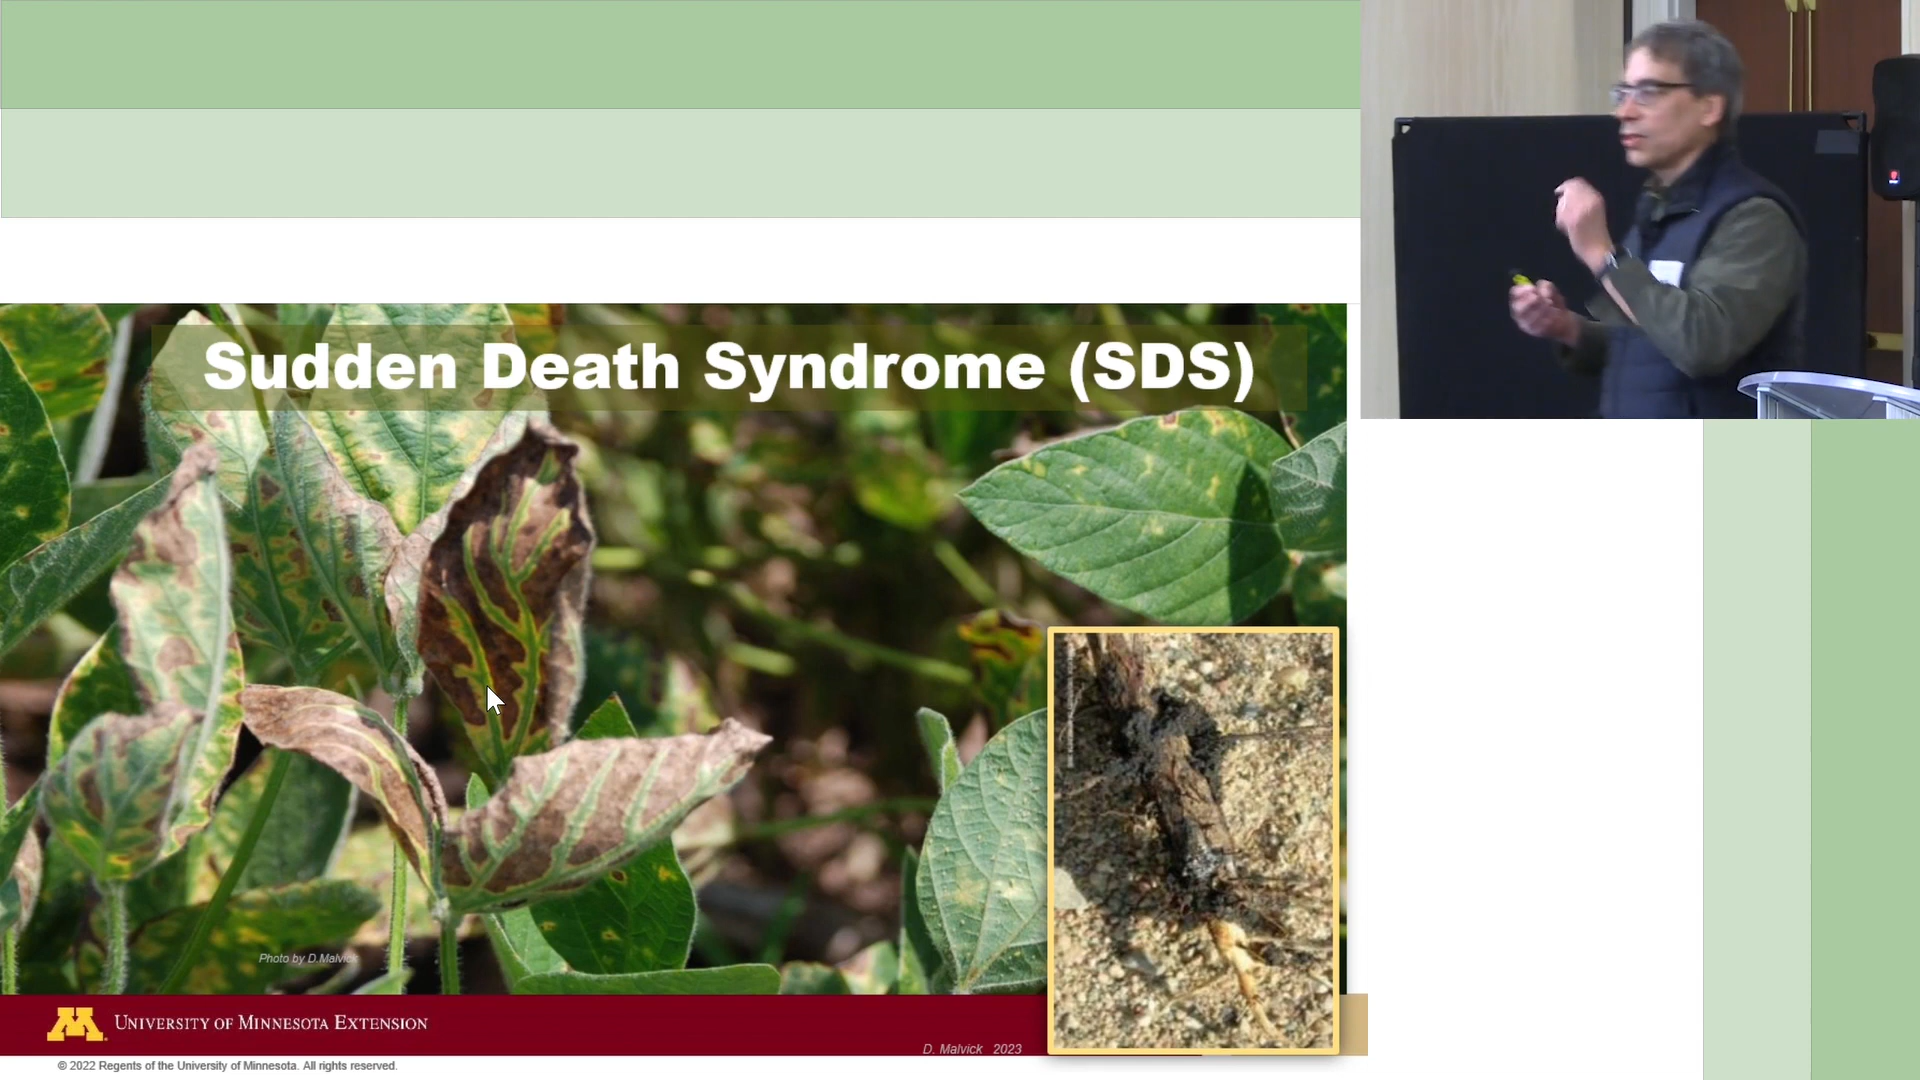 Sudden Death Syndrome (SDS)
Photo by D.Malvick
M
UNIVERSITY OF MINNESOTA EXTENSION
D. Malvick 2023
© 2022 Regents of the University of Minnesota. All rights reserved.